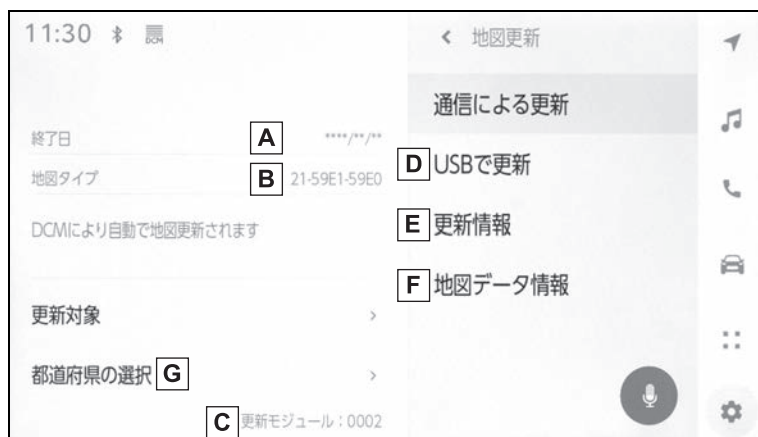 11:30 DCM
終了日 A ****/**/**
地図タイプ B 21-59E1-59E0
DCMにより自動で地図更新されます
更新対象 >
都道府県の選択 G >
C 更新モジュール：0002
< 地図更新
通信による更新
D USBで更新
E 更新情報
F 地図データ情報